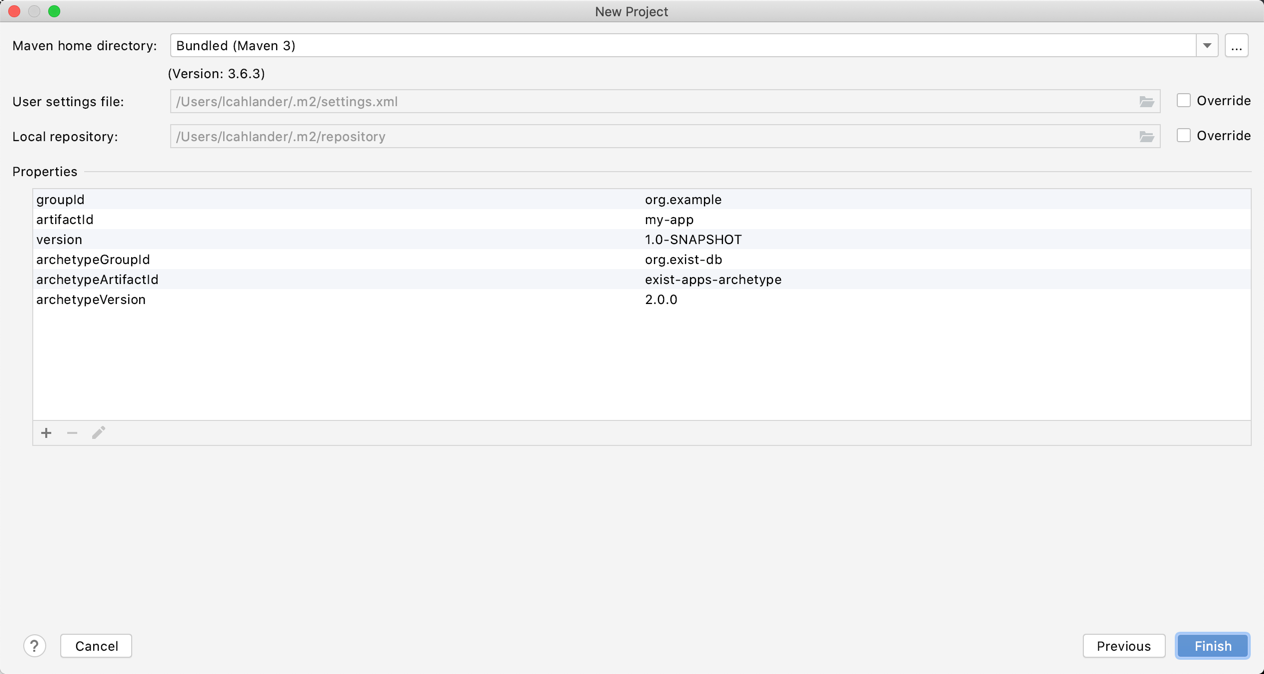 New Project
Maven home directory: Bundled (Maven 3) ...
(Version: 3.6.3)
User settings file: /Users/lcahlander/.m2/settings.xml Override
Local repository: /Users/lcahlander/.m2/repository Override
Properties
groupId org.example
artifactId my-app
version 1.0-SNAPSHOT
archetypeGroupId org.exist-db
archetypeArtifactId exist-apps-archetype
archetypeVersion 2.0.0
? Cancel Previous Finish